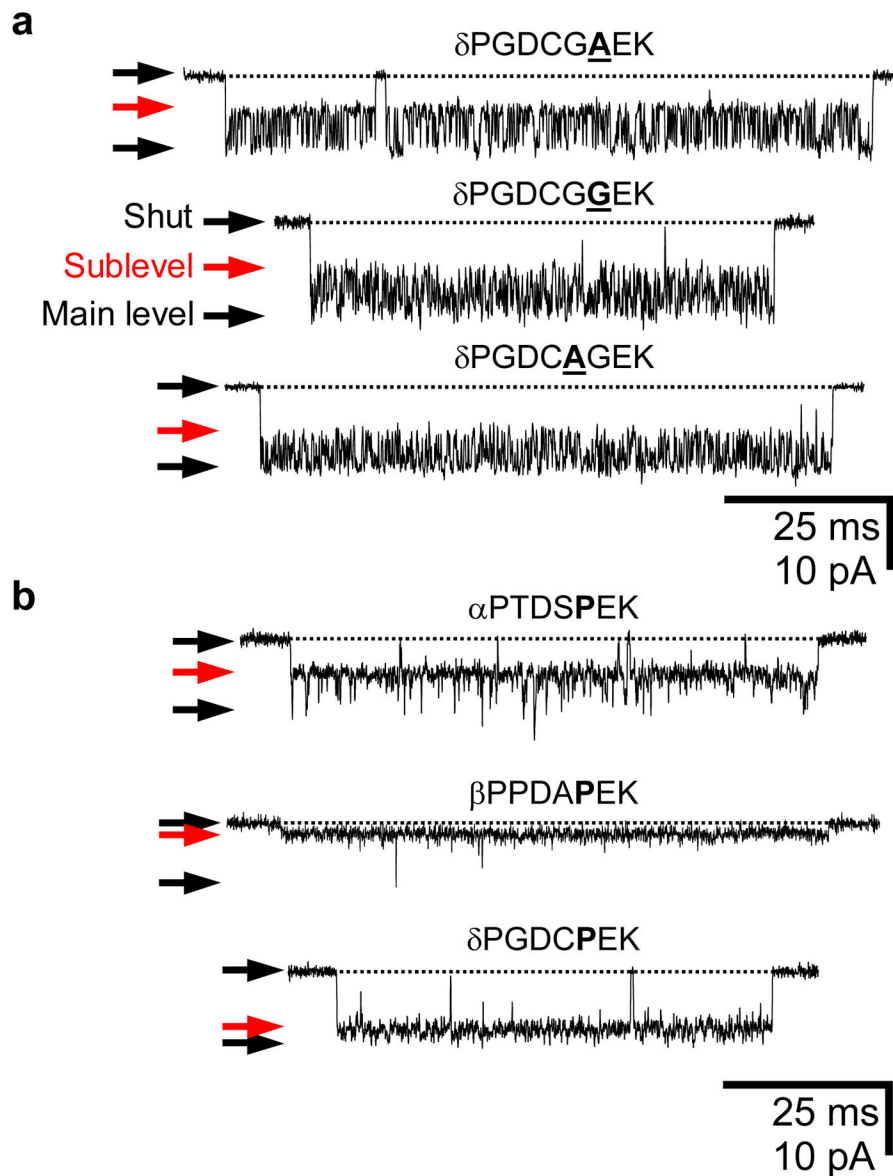 a
δPGDCGAEK
δPGDCGGEK
Shut
Sublevel
Main level
δPGDCAGEK
25 ms
10 pA
b
αPTDSPEK
βPPDAPEK
δPGDCPEK
25 ms
10 pA